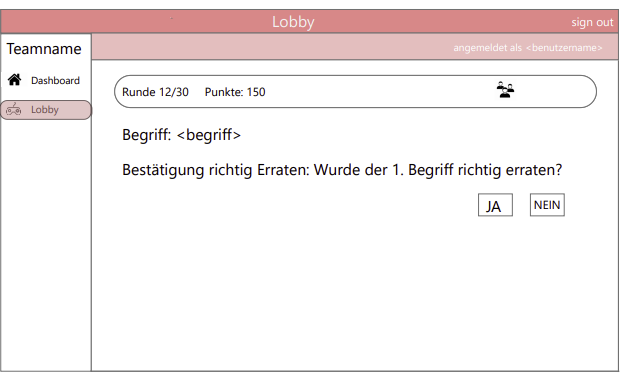 Lobby
sign out
Teamname
angemeldet als <benutzername>
Dashboard
Lobby
Runde 12/30 Punkte: 150
Begriff: <begriff>
Bestätigung richtig Erraten: Wurde der 1. Begriff richtig erraten?
JA NEIN